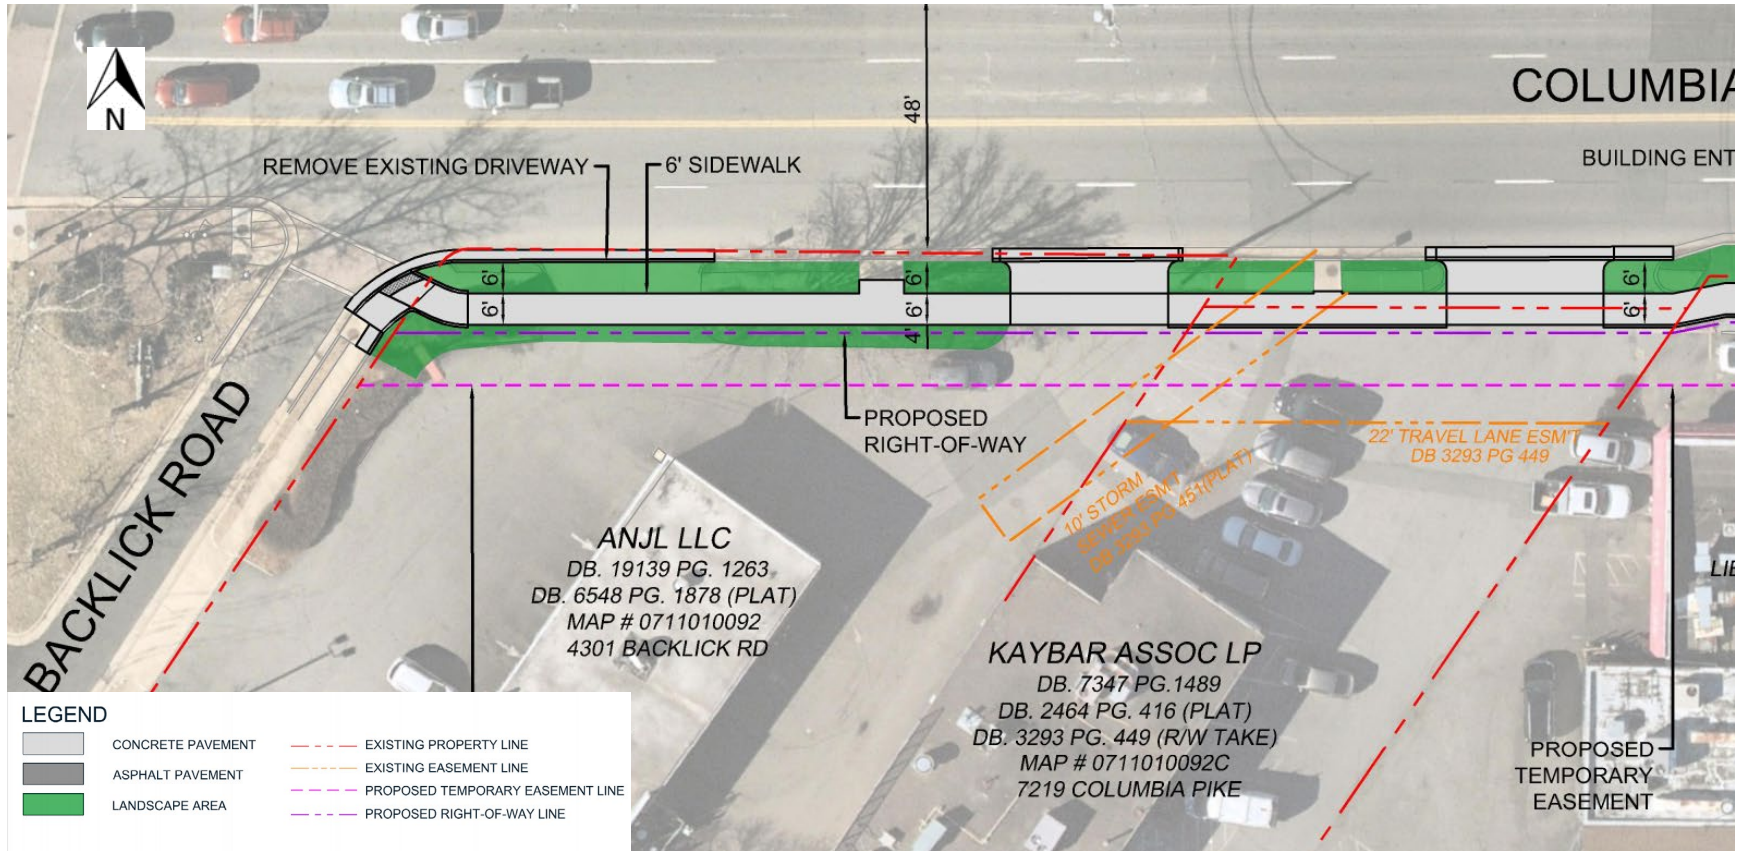 COLUMBIA
N
48'
BUILDING ENT
REMOVE EXISTING DRIVEWAY
6' SIDEWALK
6'
6'
6'
6'
4'
6'
6'
PROPOSED
RIGHT-OF-WAY
BACKLICK ROAD
22' TRAVEL LANE ESM'T
DB 3293 PG 449
10' STORM
SEWER ESM'T
DB 3293 PG 451(PLAT)
ANJL LLC
DB. 19139 PG. 1263
DB. 6548 PG. 1878 (PLAT)
MAP # 0711010092
4301 BACKLICK RD
LIE
KAYBAR ASSOC LP
DB. 7347 PG.1489
DB. 2464 PG. 416 (PLAT)
DB. 3293 PG. 449 (R/W TAKE)
MAP # 0711010092C
7219 COLUMBIA PIKE
PROPOSED
TEMPORARY
EASEMENT
LEGEND
CONCRETE PAVEMENT
ASPHALT PAVEMENT
LANDSCAPE AREA
EXISTING PROPERTY LINE
EXISTING EASEMENT LINE
PROPOSED TEMPORARY EASEMENT LINE
PROPOSED RIGHT-OF-WAY LINE